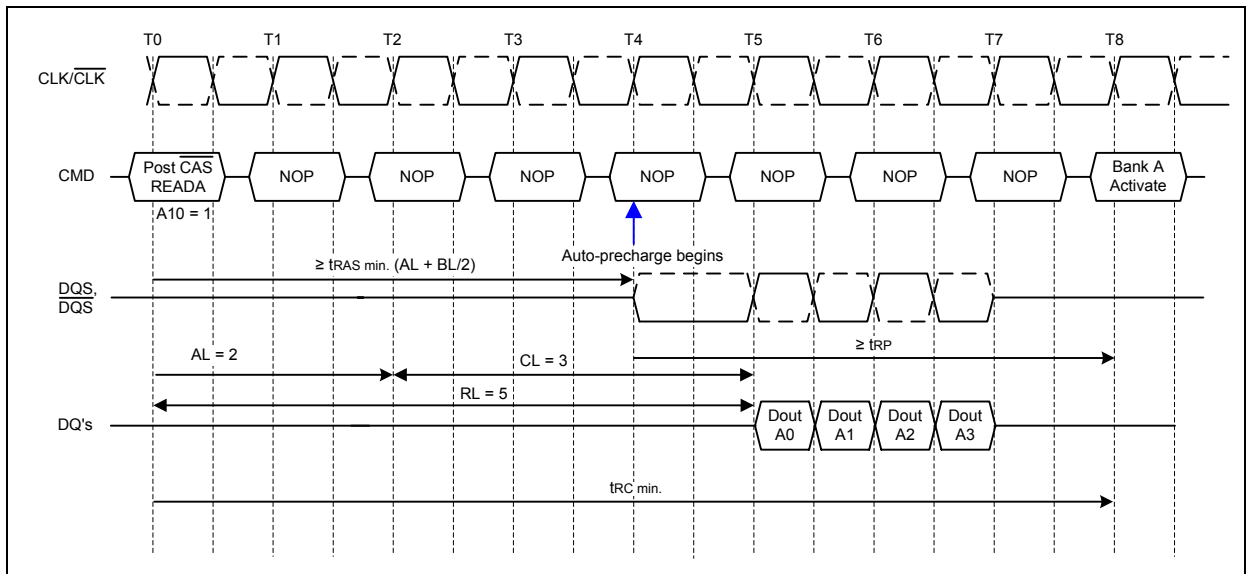 T0 T1 T2 T3 T4 T5 T6 T7 T8
CLK/CLK
CMD
Post CAS
READA
NOP NOP NOP NOP NOP NOP NOP
Bank A
Activate
A10 = 1
Auto-precharge begins
≥ tRAS min. (AL + BL/2)
DQS,
DQS
≥ tRP
AL = 2
CL = 3
RL = 5
DQ's
Dout
A0
Dout
A1
Dout
A2
Dout
A3
tRC min.